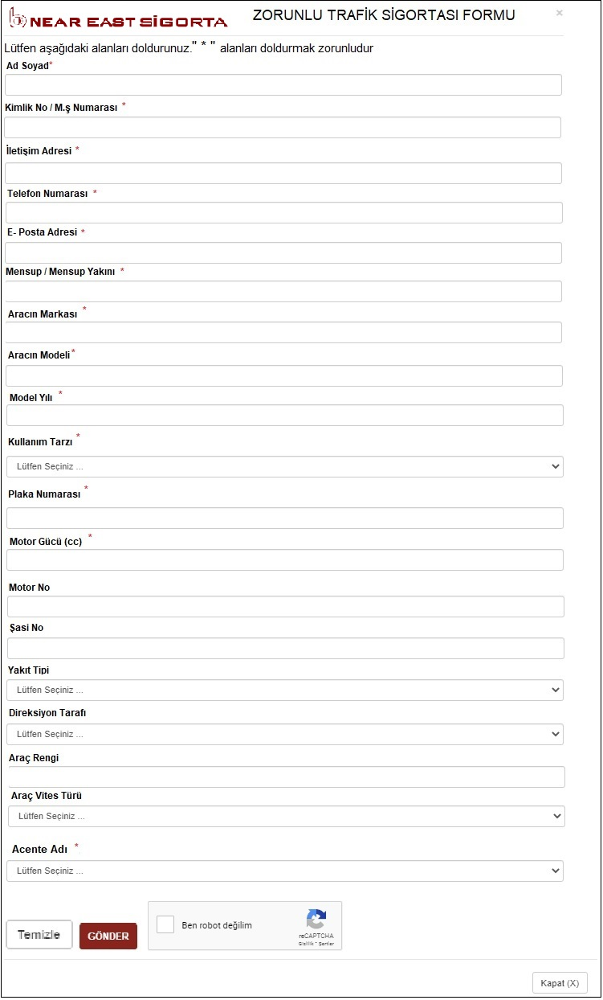 NEAR EAST SİGORTA
ZORUNLU TRAFİK SİGORTASI FORMU ×
Lütfen aşağıdaki alanları doldurunuz." * " alanları doldurmak zorunludur
Ad Soyad*
Kimlik No / M.ş Numarası *
İletişim Adresi *
Telefon Numarası *
E- Posta Adresi *
Mensup / Mensup Yakını *
Aracın Markası *
Aracın Modeli*
Model Yılı *
Kullanım Tarzı *
Lütfen Seçiniz ...
Plaka Numarası *
Motor Gücü (cc) *
Motor No
Şasi No
Yakıt Tipi
Lütfen Seçiniz ...
Direksiyon Tarafı
Lütfen Seçiniz ...
Araç Rengi
Araç Vites Türü
Lütfen Seçiniz ...
Acente Adı *
Lütfen Seçiniz ...
Temizle
GÖNDER
Ben robot değilim
reCAPTCHA
Gizlilik - Şartlar
Kapat (X)